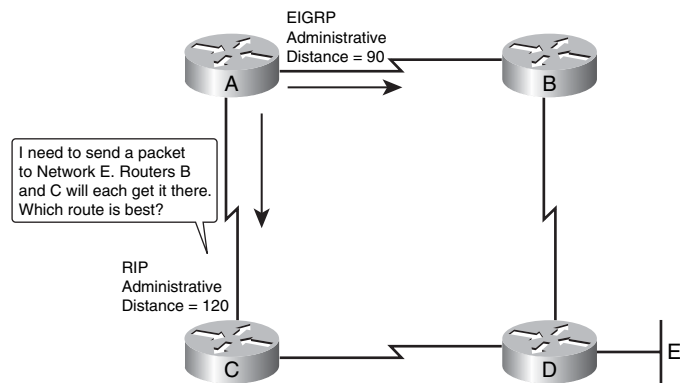 EIGRP
Administrative
Distance = 90
A
B
I need to send a packet
to Network E. Routers B
and C will each get it there.
Which route is best?
RIP
Administrative
Distance = 120
C
D
E